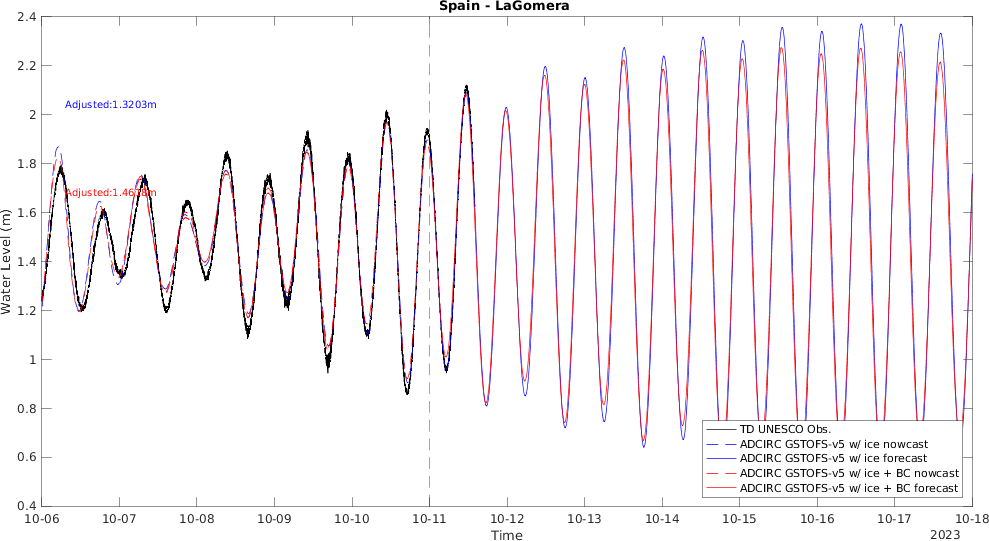 Spain - LaGomera
2.4
2.2
2
1.8
1.6
1.4
1.2
1
0.8
0.6
0.4
Water Level (m)
Adjusted:1.3203m
TD UNESCO Obs.
ADCIRC GSTOFS-v5 w/ ice nowcast
ADCIRC GSTOFS-v5 w/ ice forecast
ADCIRC GSTOFS-v5 w/ ice + BC nowcast
ADCIRC GSTOFS-v5 w/ ice + BC forecast
10-06 10-07 10-08 10-09 10-10 10-11 10-12 10-13 10-14 10-15 10-16 10-17 10-18
Time
2023